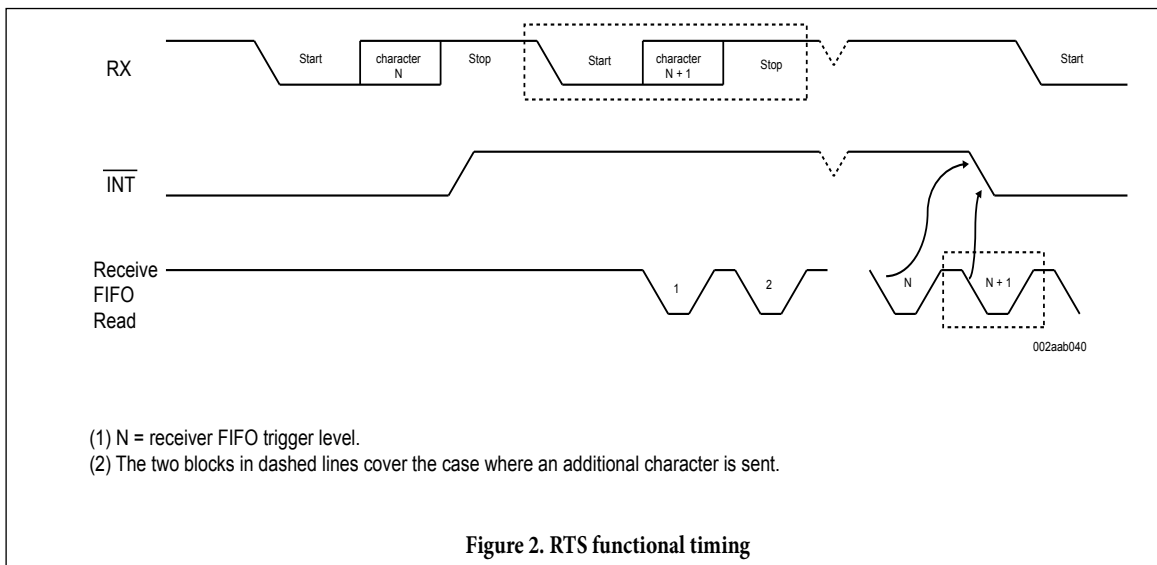 RX
Start
character
N
Stop
Start
character
N + 1
Stop
Start
INT
Receive
FIFO
Read
1
2
N
N + 1
002aab040
(1) N = receiver FIFO trigger level.
(2) The two blocks in dashed lines cover the case where an additional character is sent.
Figure 2. RTS functional timing